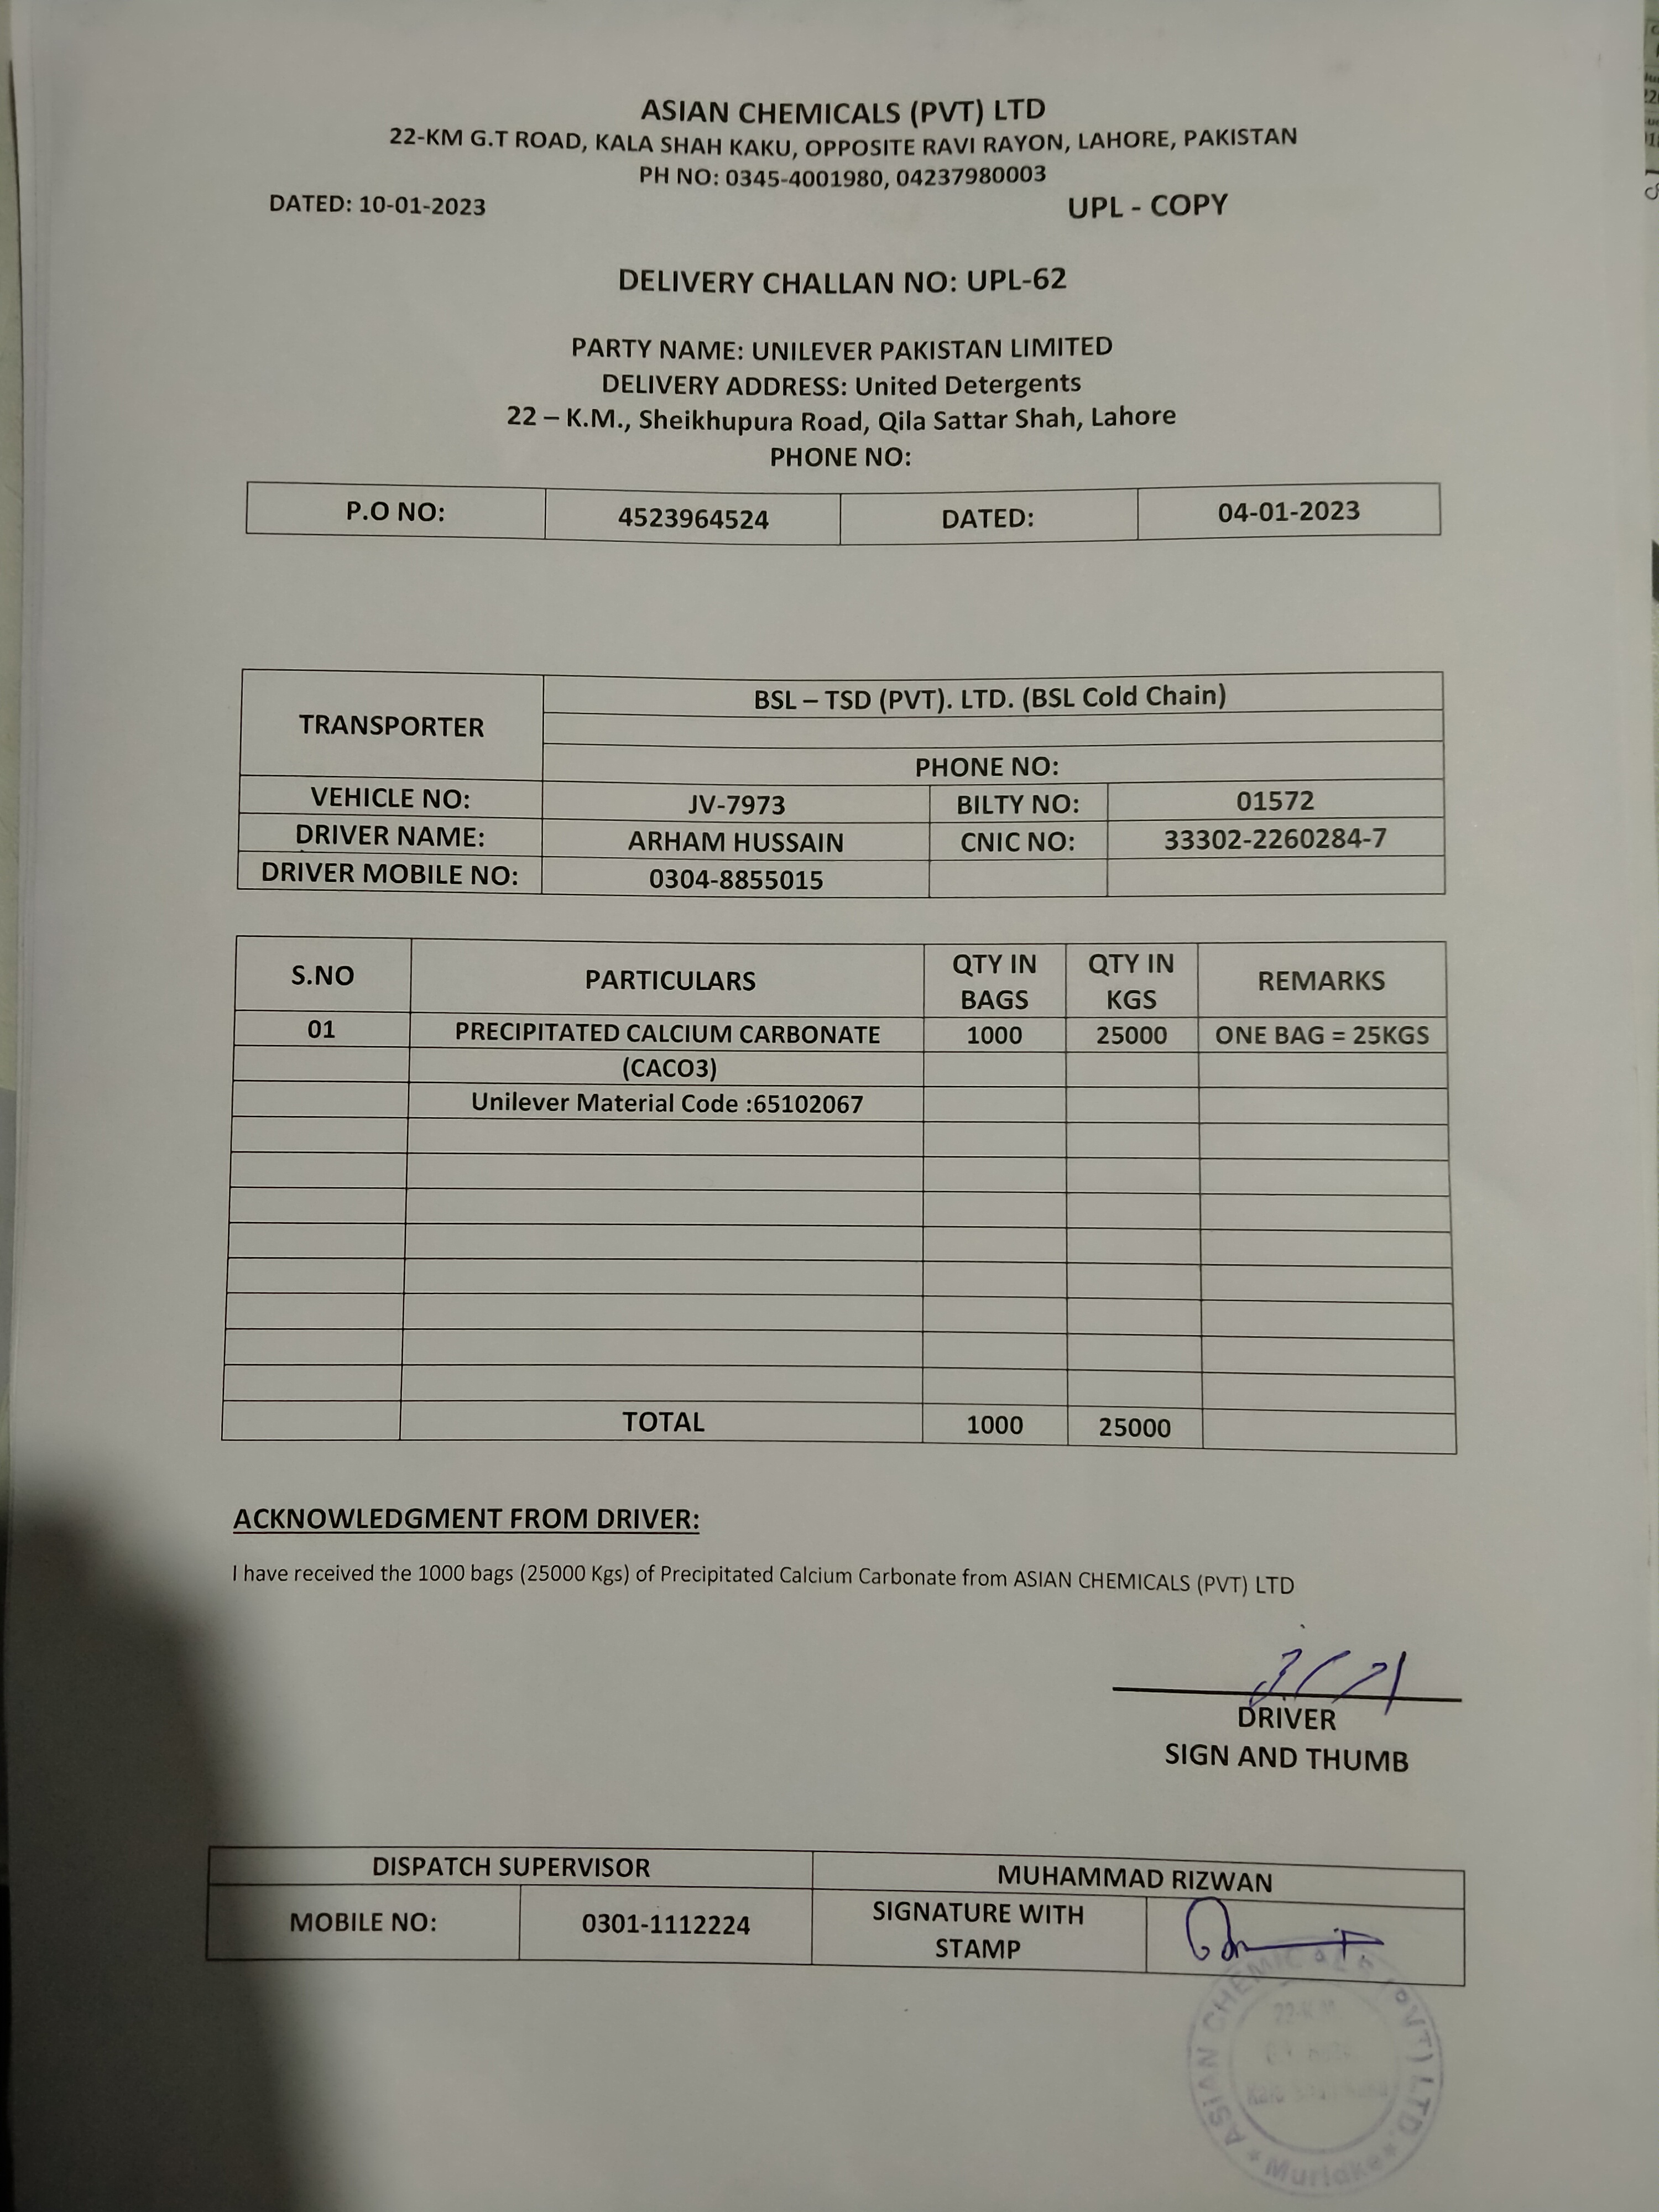 ASIAN CHEMICALS (PVT) LTD
22-KM G.T ROAD, KALA SHAH KAKU, OPPOSITE RAVI RAYON, LAHORE, PAKISTAN
PH NO: 0345-4001980, 04237980003
DATED: 10-01-2023 UPL - COPY
DELIVERY CHALLAN NO: UPL-62
PARTY NAME: UNILEVER PAKISTAN LIMITED
DELIVERY ADDRESS: United Detergents
22 – K.M., Sheikhupura Road, Qila Sattar Shah, Lahore
PHONE NO:
P.O NO: 4523964524 DATED: 04-01-2023
TRANSPORTER BSL – TSD (PVT). LTD. (BSL Cold Chain)
PHONE NO:
VEHICLE NO: JV-7973 BILTY NO: 01572
DRIVER NAME: ARHAM HUSSAIN CNIC NO: 33302-2260284-7
DRIVER MOBILE NO: 0304-8855015
S.NO PARTICULARS QTY IN BAGS QTY IN KGS REMARKS
01 PRECIPITATED CALCIUM CARBONATE 1000 25000 ONE BAG = 25KGS
(CACO3)
Unilever Material Code :65102067
TOTAL 1000 25000
ACKNOWLEDGMENT FROM DRIVER:
I have received the 1000 bags (25000 Kgs) of Precipitated Calcium Carbonate from ASIAN CHEMICALS (PVT) LTD
DRIVER
SIGN AND THUMB
DISPATCH SUPERVISOR MUHAMMAD RIZWAN
MOBILE NO: 0301-1112224 SIGNATURE WITH STAMP
ASIAN CHEMICALS (PVT) LTD.
22-K.M